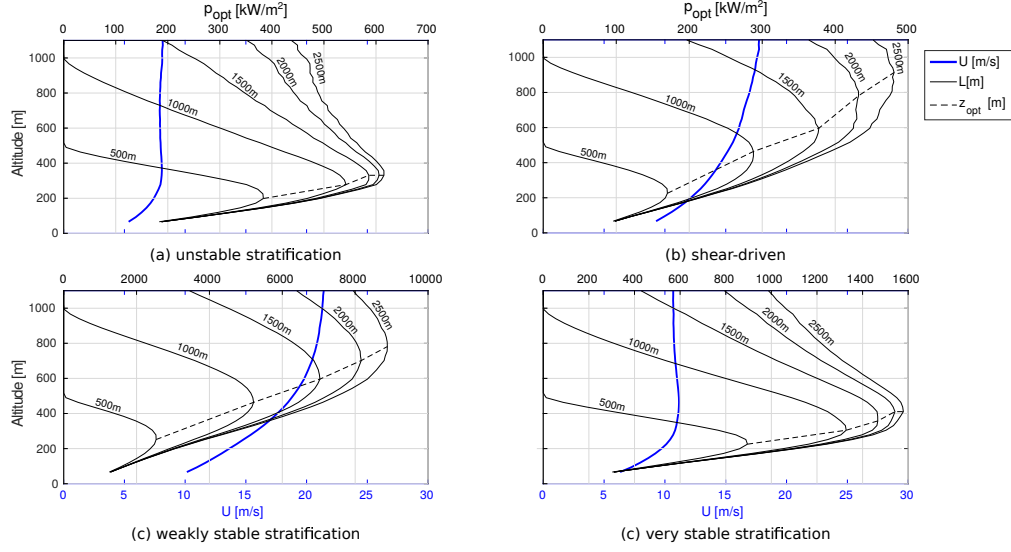 p_opt [kW/m²]
p_opt [kW/m²]
0 100 200 300 400 500 600 700
0 100 200 300 400 500
1000
800
600
400
200
0
Altitude [m]
500m
1000m
1500m
2000m
2500m
1000
800
600
400
200
0
Altitude [m]
500m
1000m
1500m
2000m
2500m
U [m/s]
L[m]
z_opt [m]
(a) unstable stratification
(b) shear-driven
0 2000 4000 6000 8000 10000
0 200 400 600 800 1000 1200 1400 1600
1000
800
600
400
200
0
Altitude [m]
500m
1000m
1500m
2000m
2500m
0 5 10 15 20 25 30
U [m/s]
1000
800
600
400
200
0
500m
1000m
1500m
2000m
2500m
0 5 10 15 20 25 30
U [m/s]
(c) weakly stable stratification
(c) very stable stratification